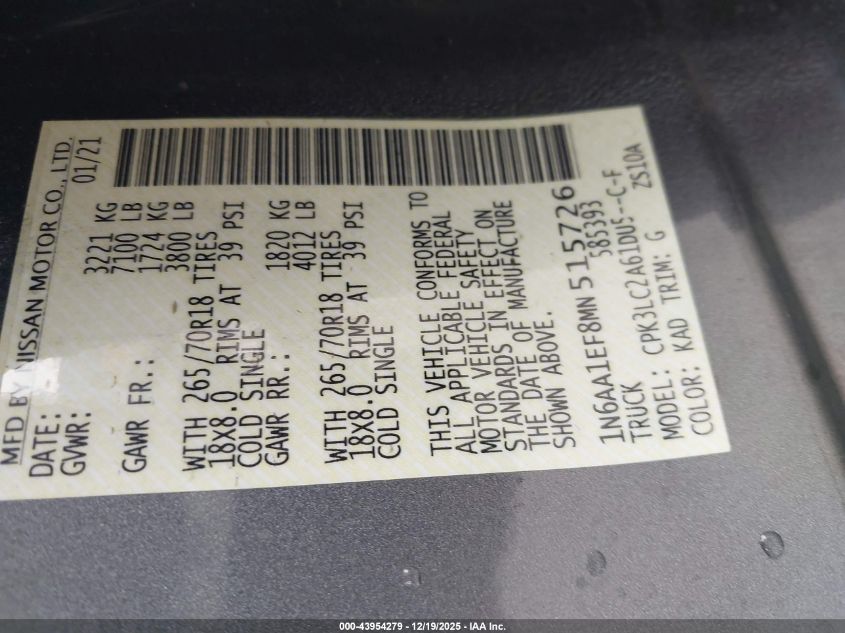 MFD BY NISSAN MOTOR CO., LTD.
DATE: 01/21
GVWR: 3221 KG
7100 LB
GAWR FR.: 1724 KG
3800 LB
WITH 265/70R18 TIRES
18X8.0 RIMS AT 39 PSI
COLD SINGLE
GAWR RR.: 1820 KG
4012 LB
WITH 265/70R18 TIRES
18X8.0 RIMS AT 39 PSI
COLD SINGLE
THIS VEHICLE CONFORMS TO
ALL APPLICABLE FEDERAL
MOTOR VEHICLE SAFETY
STANDARDS IN EFFECT ON
THE DATE OF MANUFACTURE
SHOWN ABOVE.
1N6AA1EF8MN515726
TRUCK 585393
MODEL: CPK3LC2A61DU5--C-F
COLOR: KAD TRIM: G ZS10A
000-43954279 - 12/19/2025 - IAA Inc.